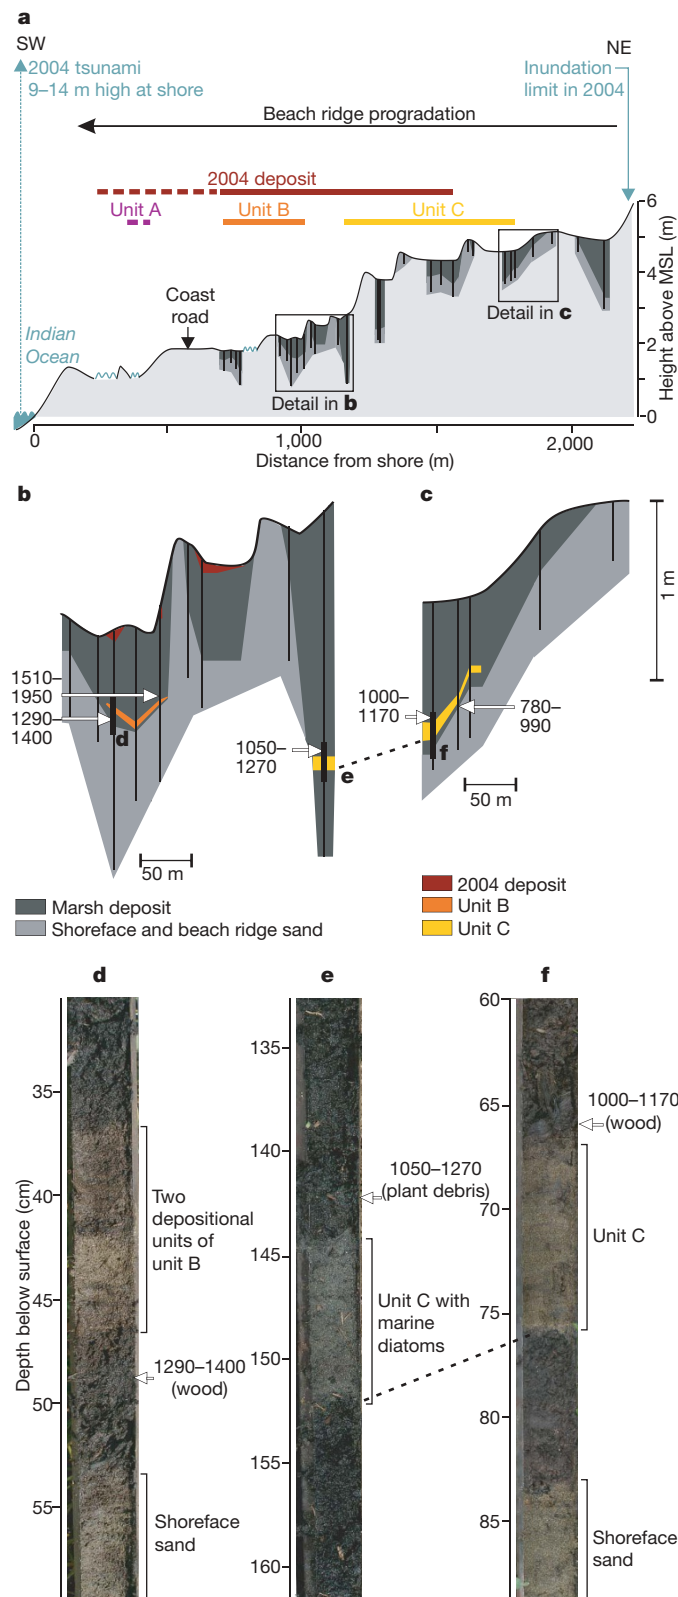 a
SW
NE
2004 tsunami
9–14 m high at shore
Inundation
limit in 2004
Beach ridge progradation
2004 deposit
Unit A
Unit B
Unit C
6
4
2
0
Height above MSL (m)
Coast
road
Indian
Ocean
Detail in c
Detail in b
0
1,000
2,000
Distance from shore (m)
b
c
1 m
1510–
1950
1290–
1400
d
1050–
1270
e
1000–
1170
780–
990
f
50 m
50 m
Marsh deposit
Shoreface and beach ridge sand
2004 deposit
Unit B
Unit C
d
e
f
Depth below surface (cm)
35
40
45
50
55
Two
depositional
units of
unit B
1290–1400
(wood)
Shoreface
sand
135
140
145
150
155
160
1050–1270
(plant debris)
Unit C with
marine
diatoms
60
65
70
75
80
85
1000–1170
(wood)
Unit C
Shoreface
sand